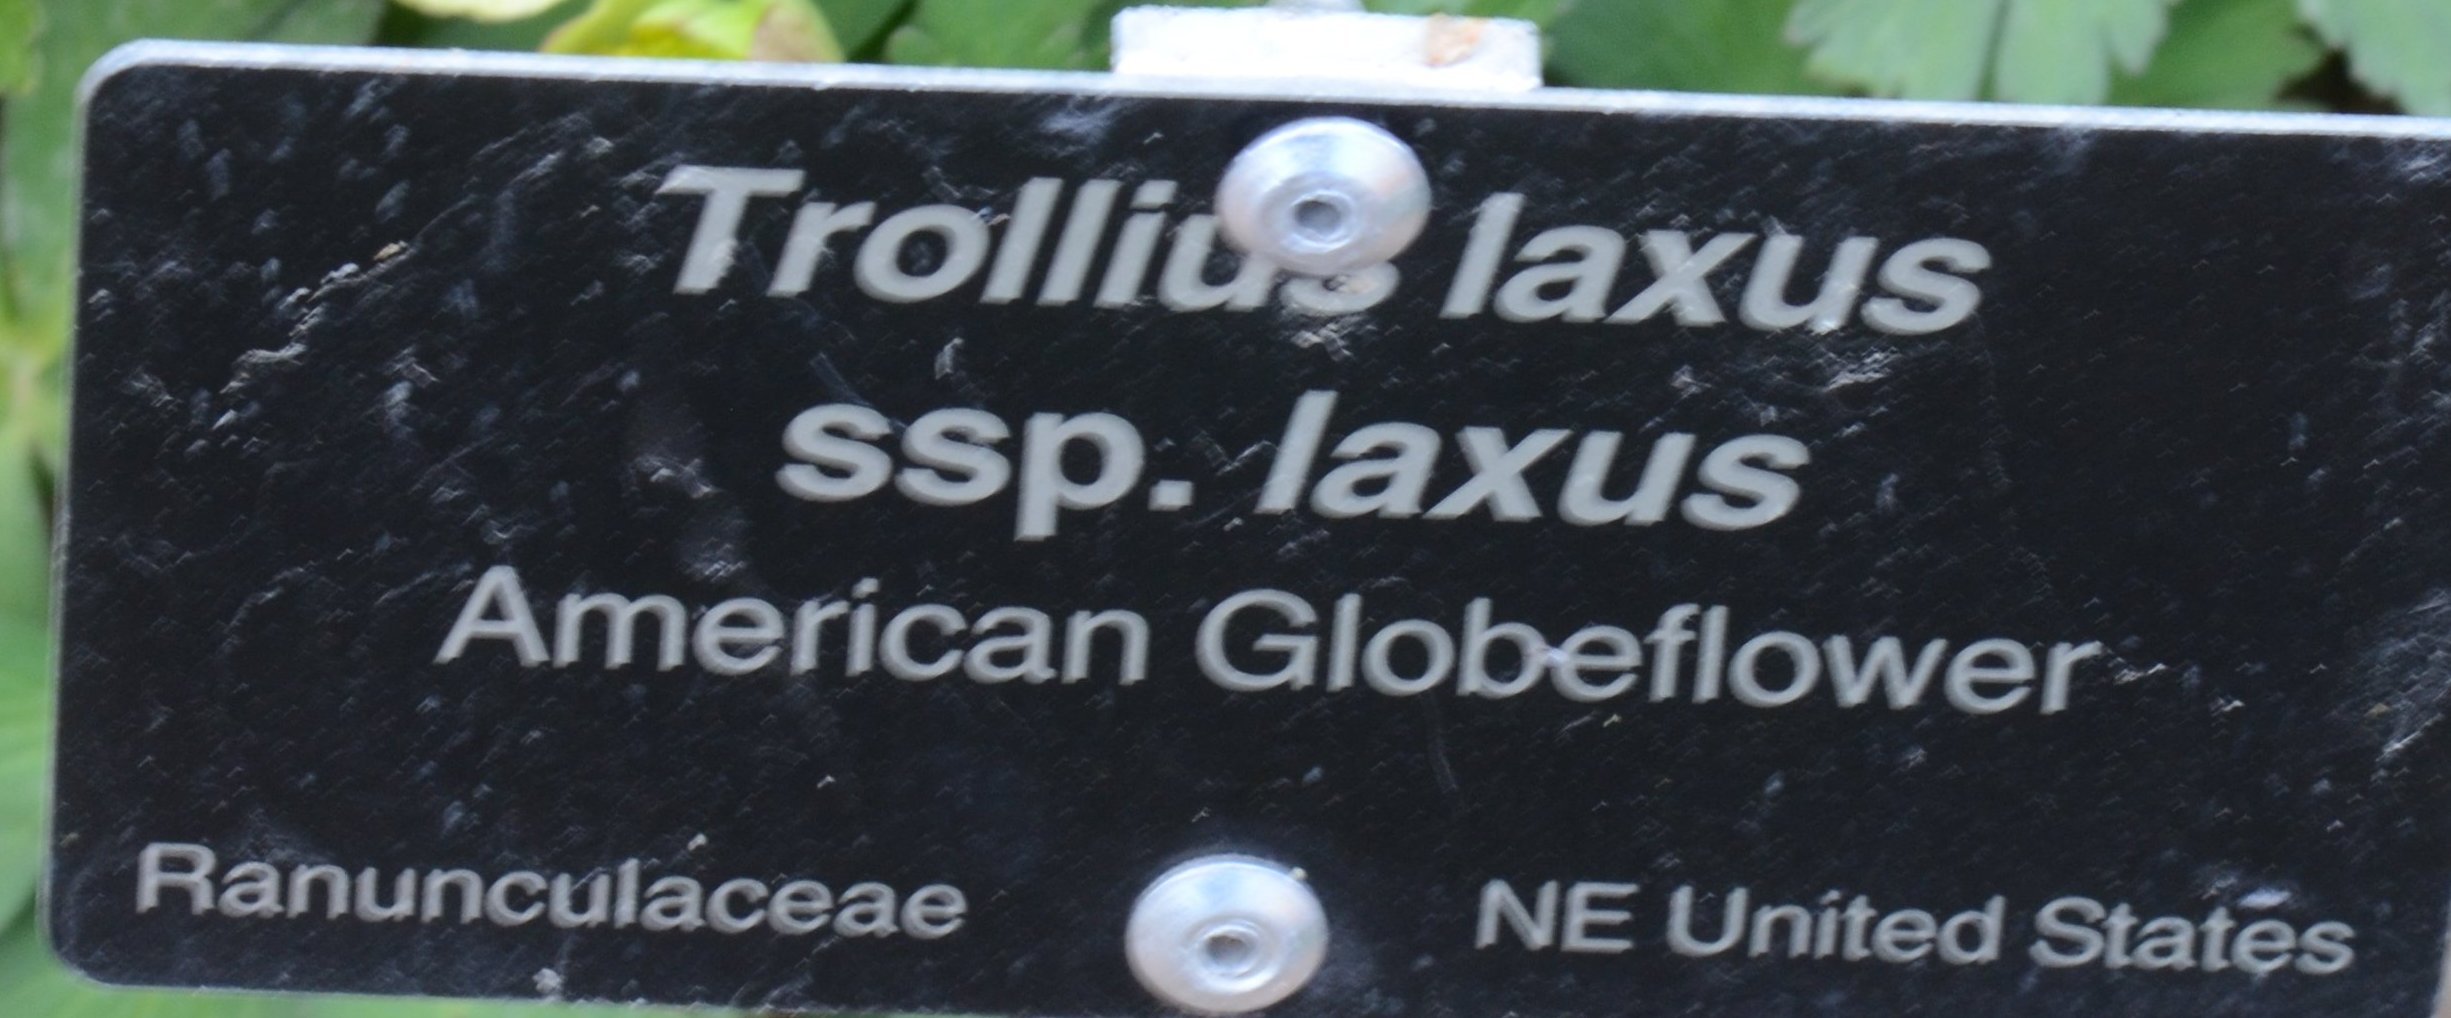 Trollius laxus
ssp. laxus
American Globeflower
Ranunculaceae
NE United States